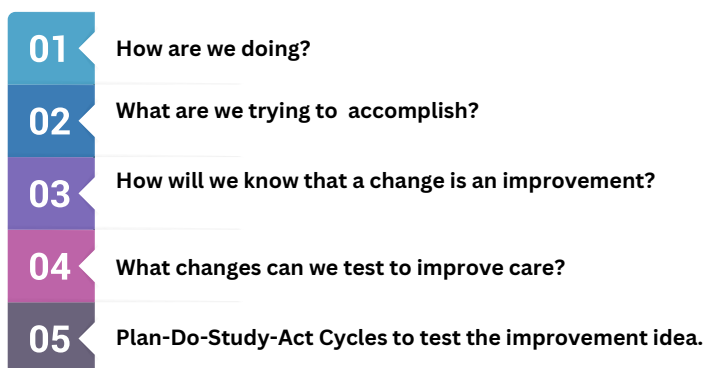 01 How are we doing?
02 What are we trying to  accomplish?
03 How will we know that a change is an improvement?
04 What changes can we test to improve care?
05 Plan-Do-Study-Act Cycles to test the improvement idea.